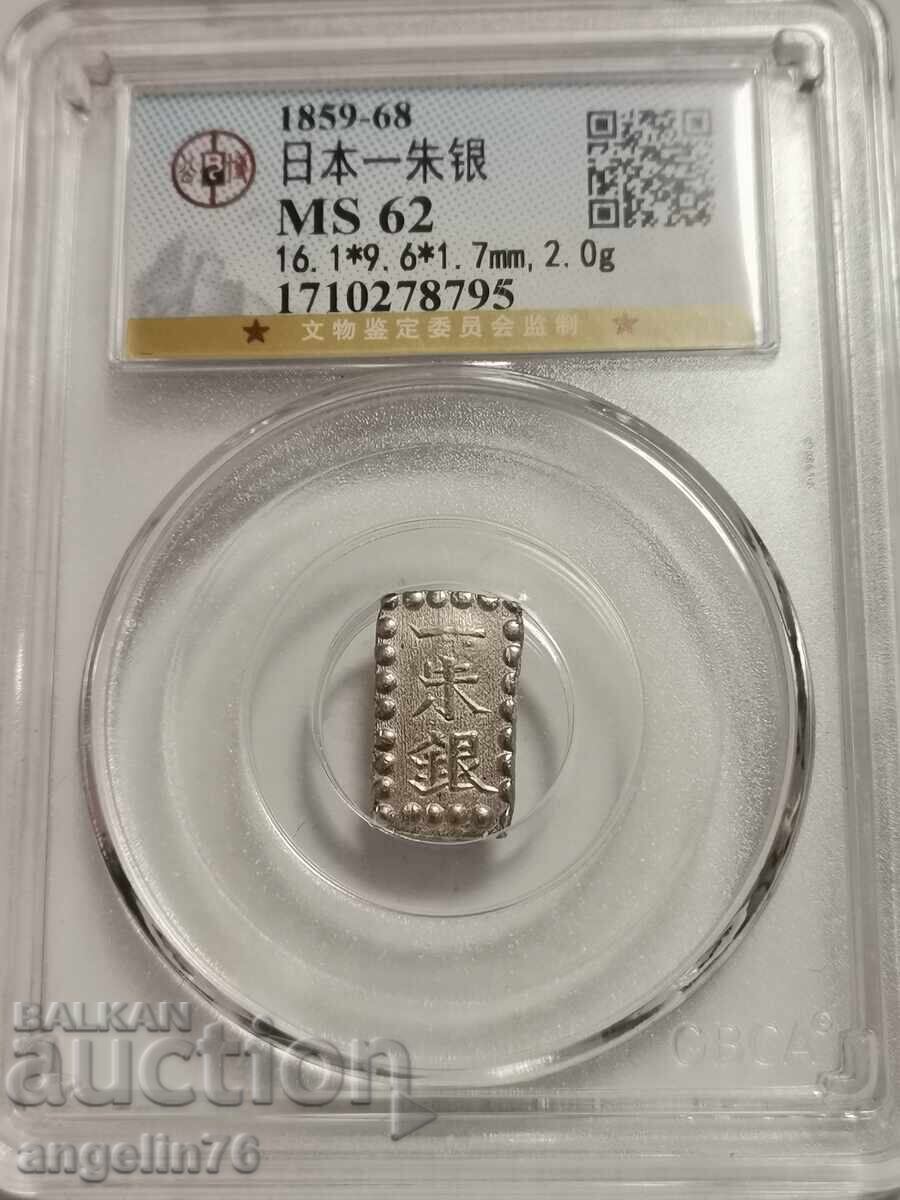 1859-68
日本一朱银
MS 62
16.1*9.6*1.7mm, 2.0g
1710278795
文物鉴定委员会监制
一
朱
銀
GBCA
BALKAN
auction
angelin76